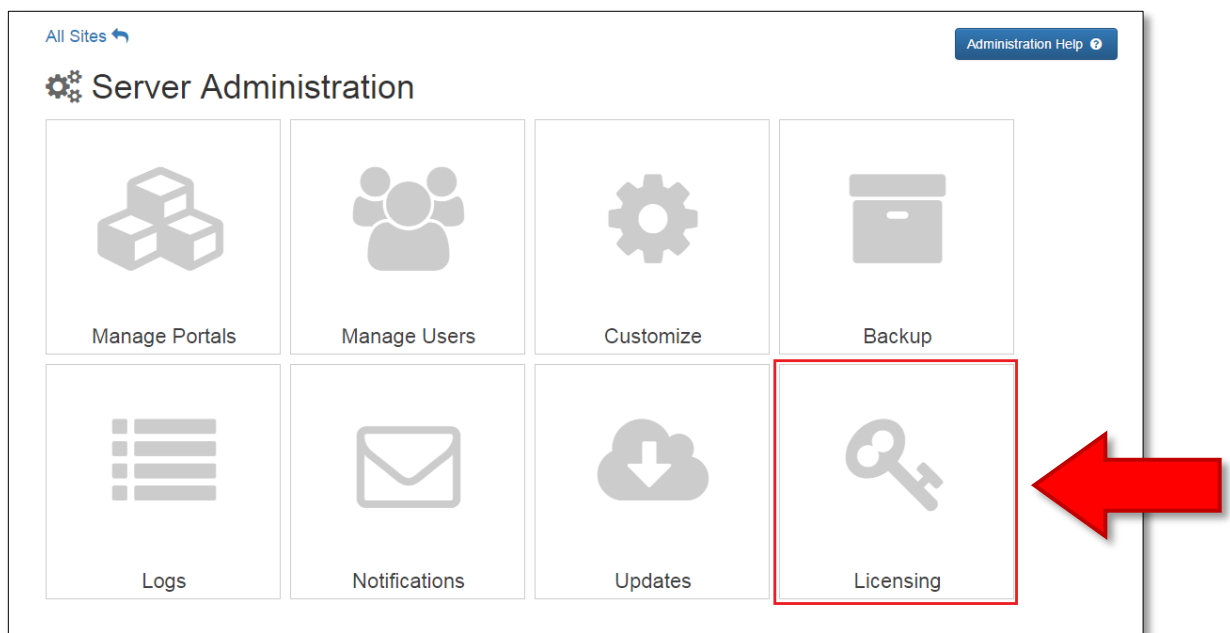 All Sites
Administration Help
Server Administration
Manage Portals
Manage Users
Customize
Backup
Logs
Notifications
Updates
Licensing